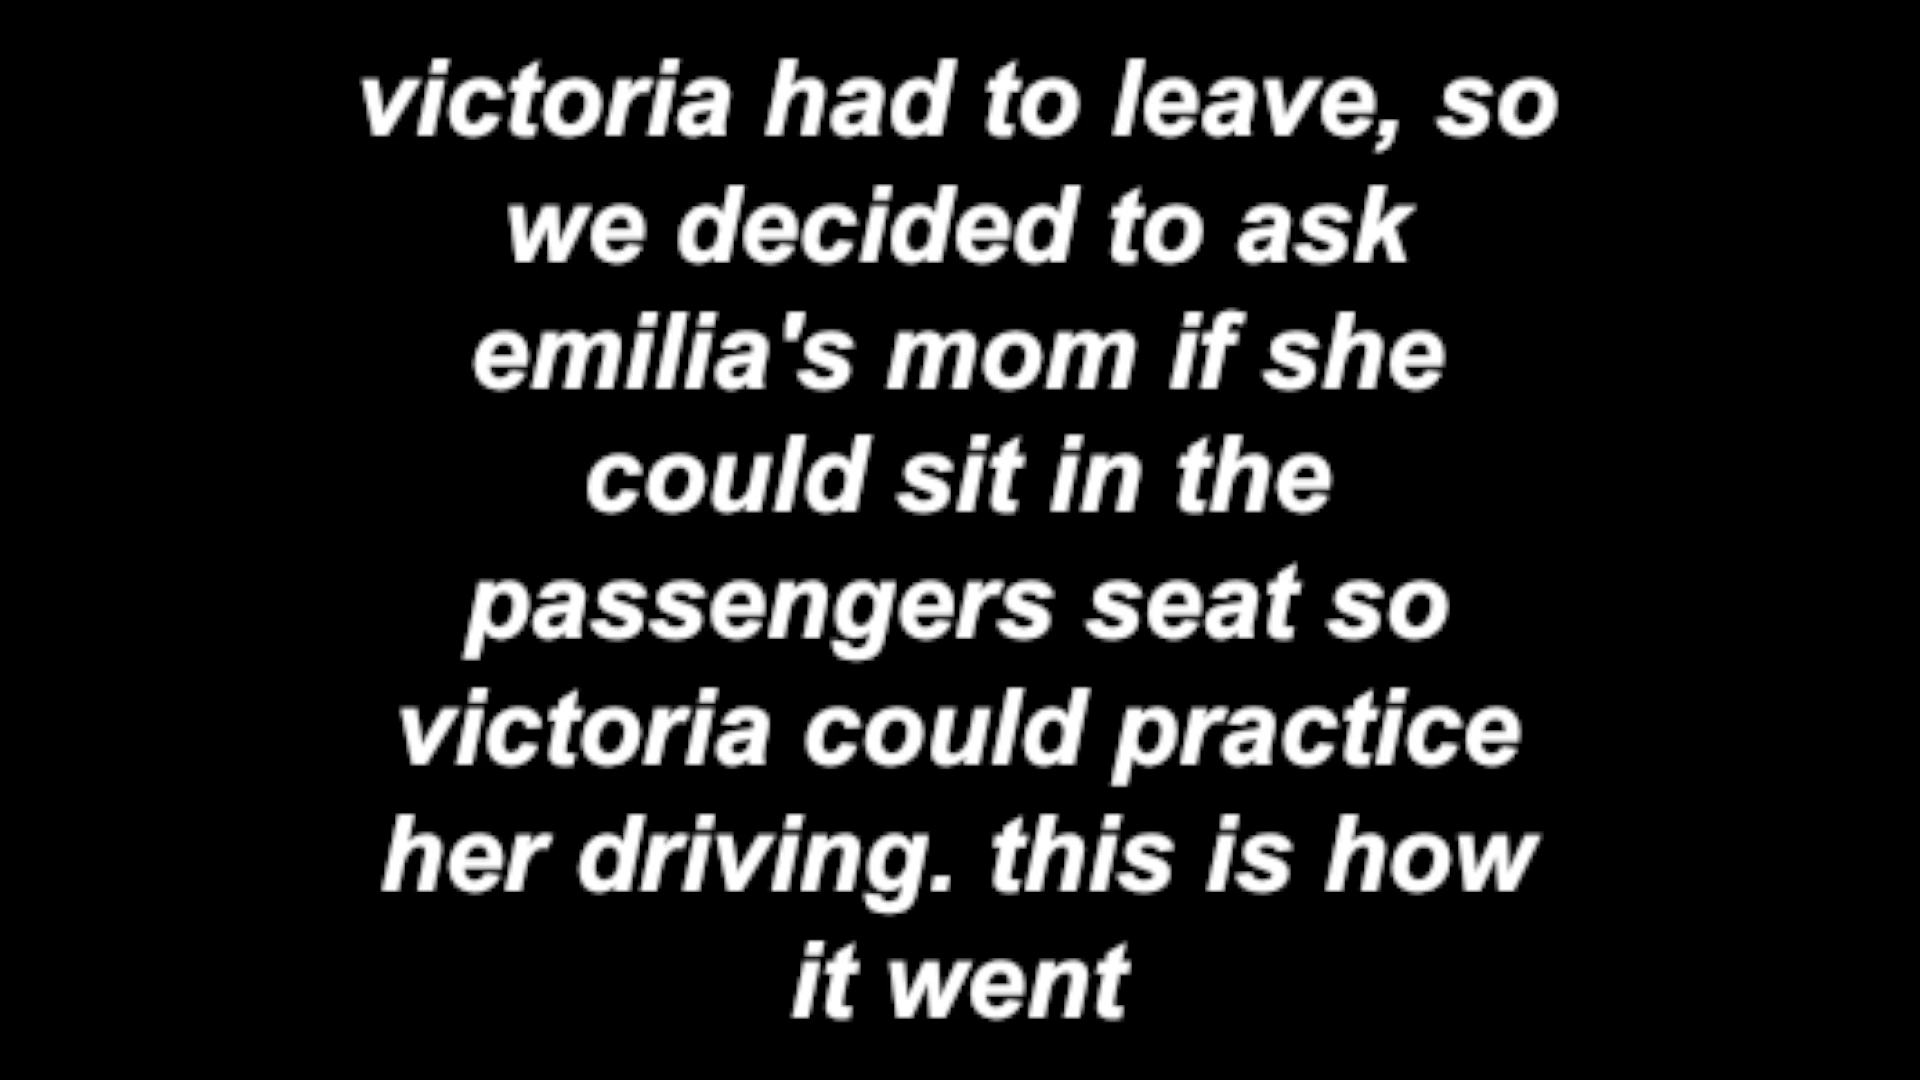 victoria had to leave, so
we decided to ask
emilia's mom if she
could sit in the
passengers seat so
victoria could practice
her driving. this is how
it went